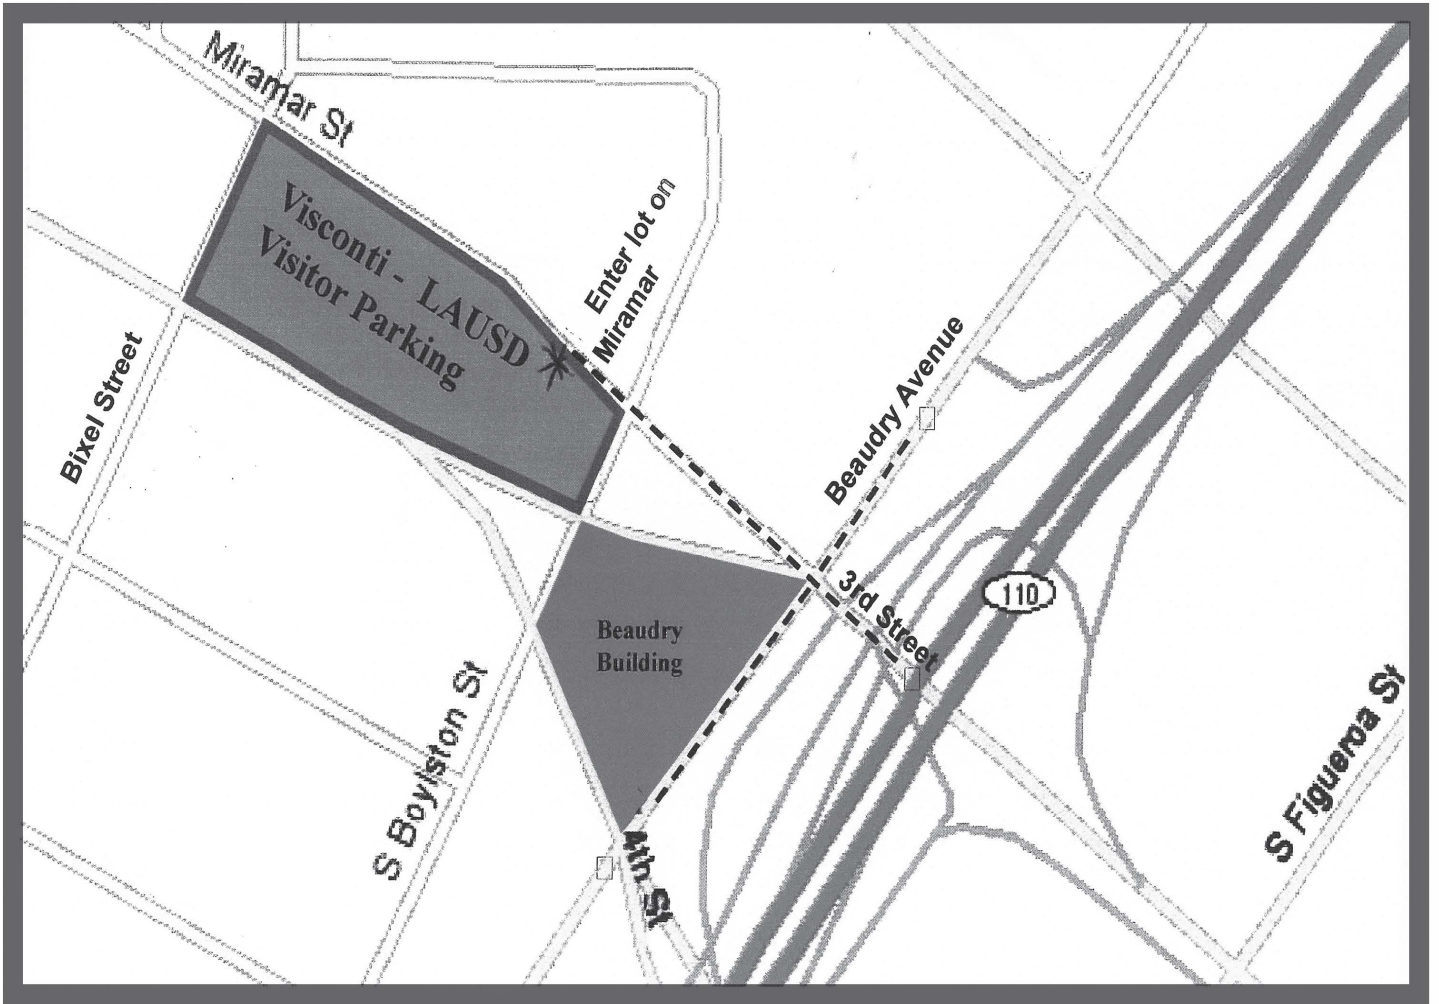 Miramar St
Visconti - LAUSD
Visitor Parking
Enter lot on
Miramar
Bixel Street
Beaudry Avenue
3rd Street
110
Beaudry
Building
S Boylston St
S Figueroa St
4th St